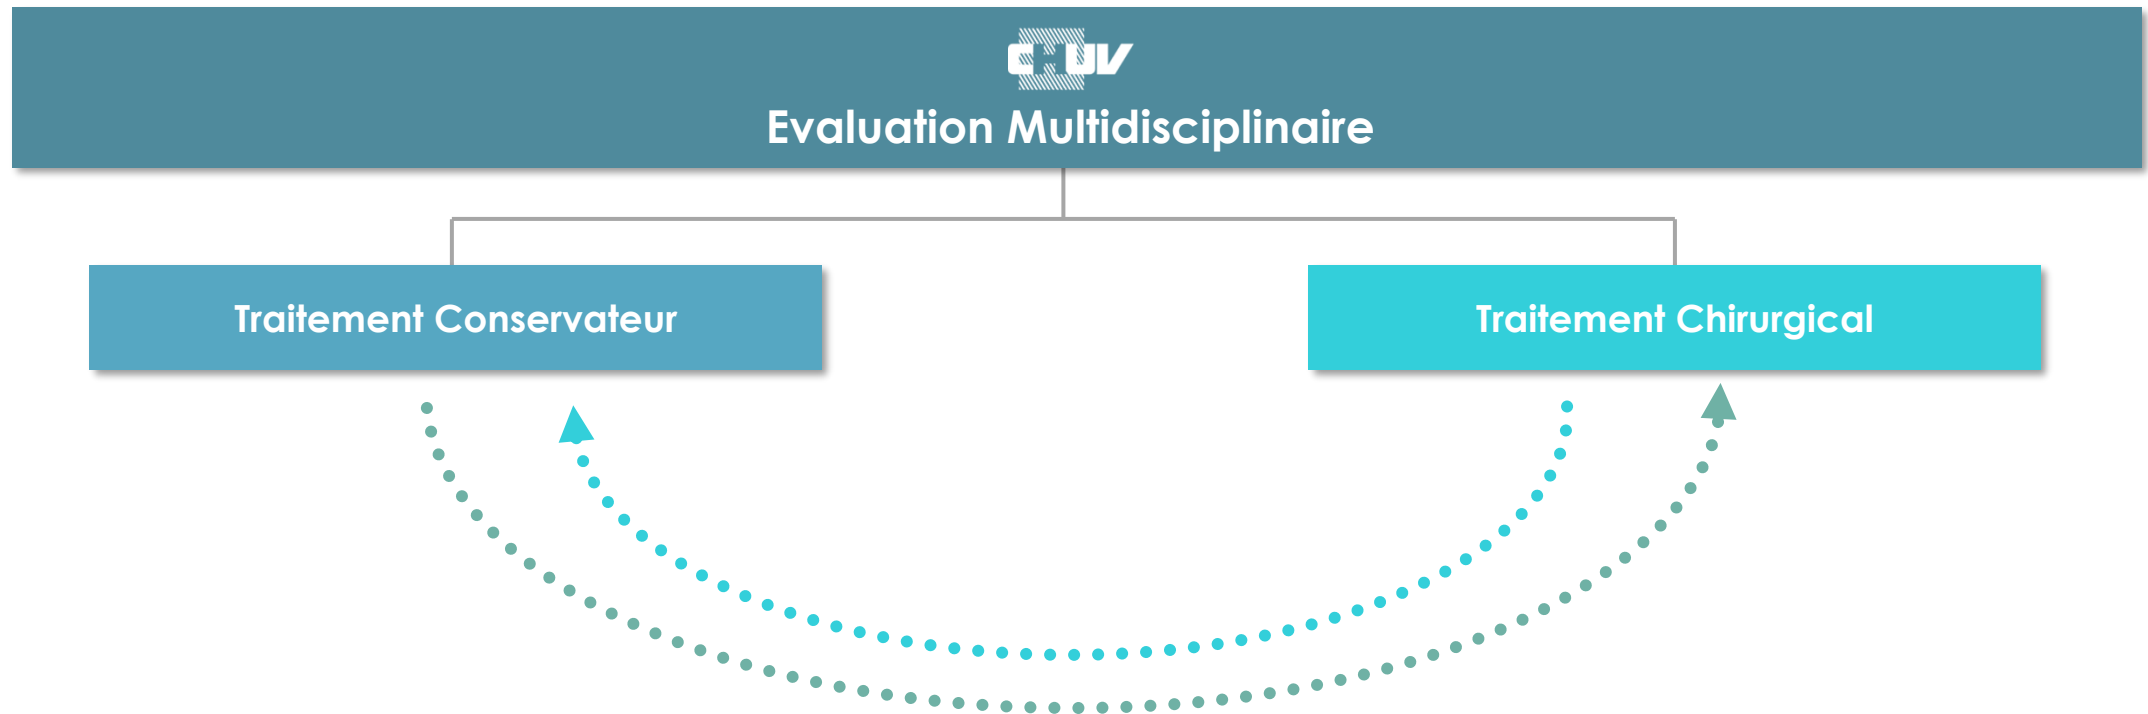 CHUV
Evaluation Multidisciplinaire
Traitement Conservateur
Traitement Chirurgical